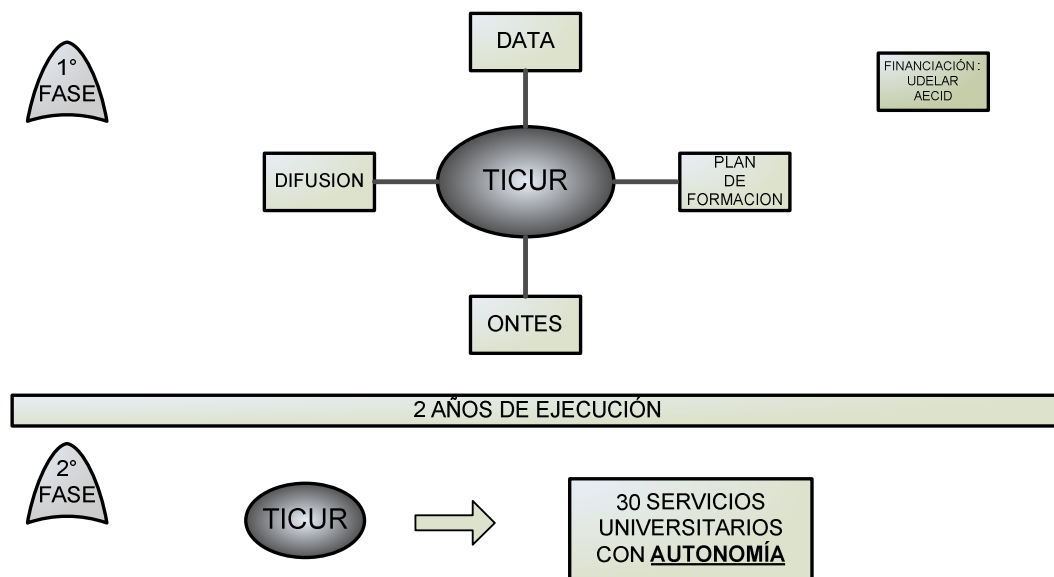 1°
FASE
DATA
FINANCIACIÓN :
UDELAR
AECID
DIFUSION
TICUR
PLAN
DE
FORMACION
ONTES
2 AÑOS DE EJECUCIÓN
2°
FASE
TICUR
30 SERVICIOS
UNIVERSITARIOS
CON AUTONOMÍA